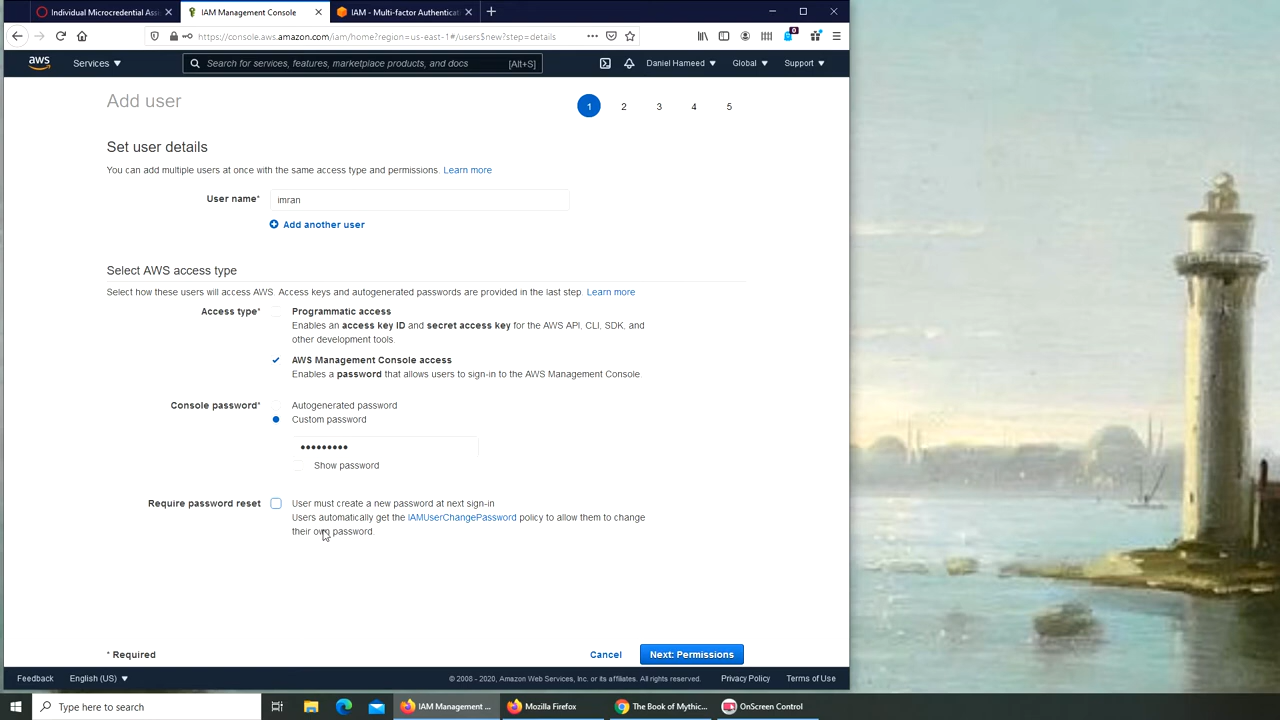 Individual Microcredential Ass
IAM Management Console
IAM - Multi-factor Authenticati
https://console.aws.amazon.com/iam/home?region=us-east-1#/users$new?step=details
0
aws
Services
Search for services, features, marketplace products, and docs
[Alt+S]
Daniel Hameed
Global
Support
Add user
1
2
3
4
5
Set user details
You can add multiple users at once with the same access type and permissions. Learn more
User name*
imran
Add another user
Select AWS access type
Select how these users will access AWS. Access keys and autogenerated passwords are provided in the last step. Learn more
Access type*
Programmatic access
Enables an access key ID and secret access key for the AWS API, CLI, SDK, and
other development tools.
AWS Management Console access
Enables a password that allows users to sign-in to the AWS Management Console.
Console password*
Autogenerated password
Custom password
•••••••••
Show password
Require password reset
User must create a new password at next sign-in
Users automatically get the IAMUserChangePassword policy to allow them to change
their own password.
* Required
Cancel
Next: Permissions
Feedback
English (US)
© 2008 - 2020, Amazon Web Services, Inc. or its affiliates. All rights reserved.
Privacy Policy
Terms of Use
Type here to search
IAM Management ...
Mozilla Firefox
The Book of Mythic...
OnScreen Control